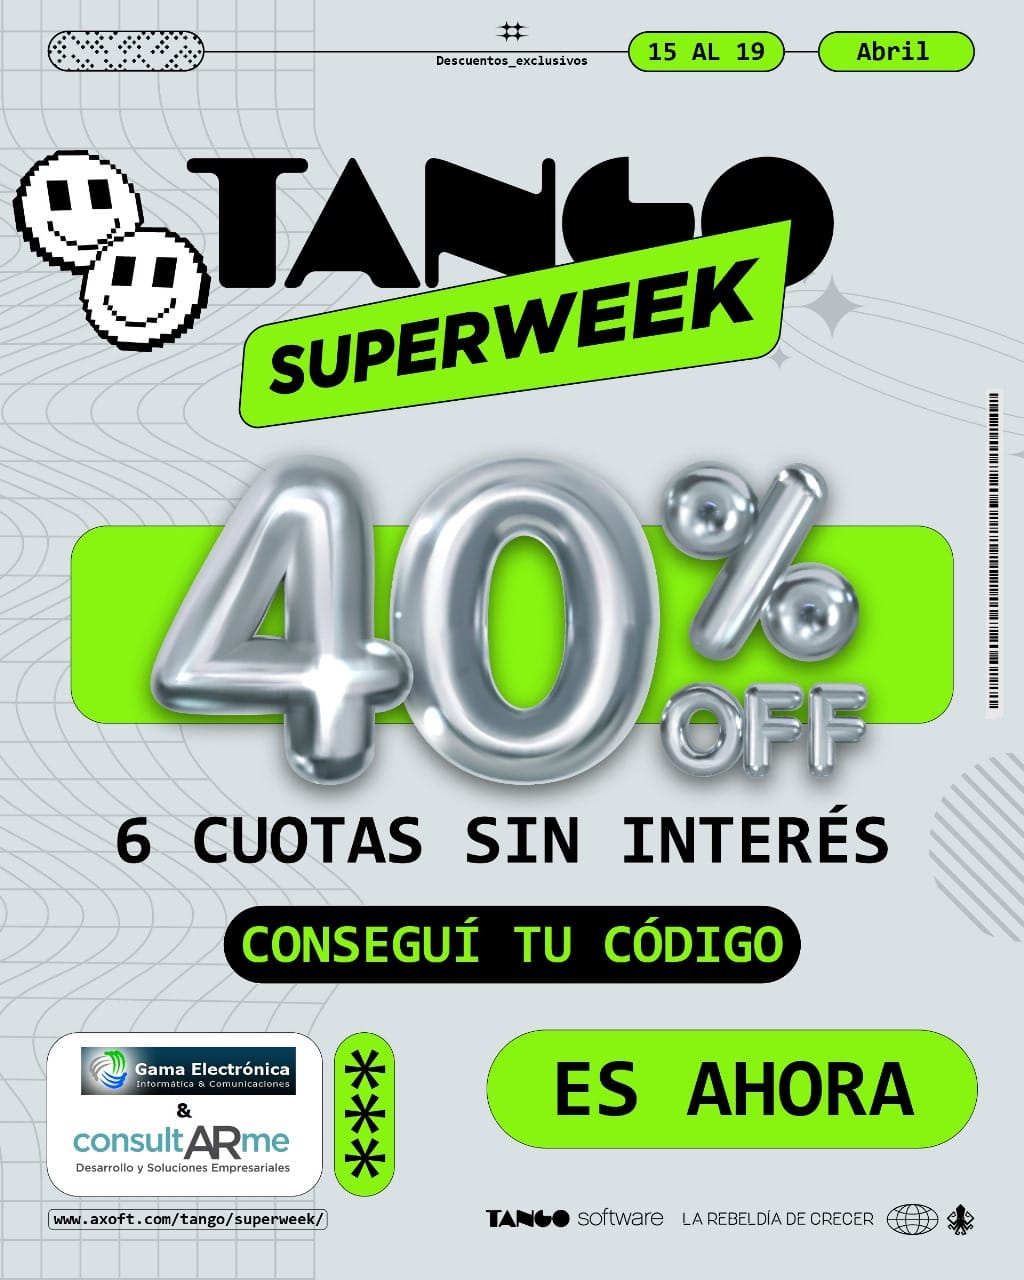 Descuentos_exclusivos
15 AL 19
Abril
TANGO
SUPERWEEK
40%
OFF
6 CUOTAS SIN INTERÉS
CONSEGUÍ TU CÓDIGO
Gama Electrónica
Informática & Comunicaciones
&
consultARme
Desarrollo y Soluciones Empresariales
***
ES AHORA
www.axoft.com/tango/superweek/
TANGO software
LA REBELDÍA DE CRECER